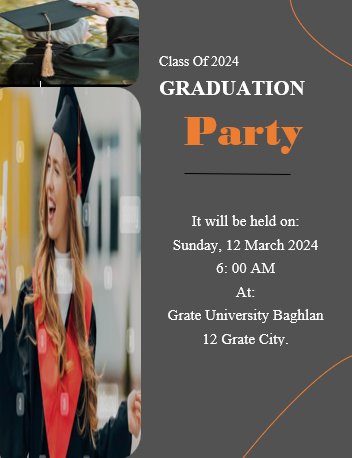 Class Of 2024
GRADUATION
Party
It will be held on:
Sunday, 12 March 2024
6: 00 AM
At:
Grate University Baghlan
12 Grate City.